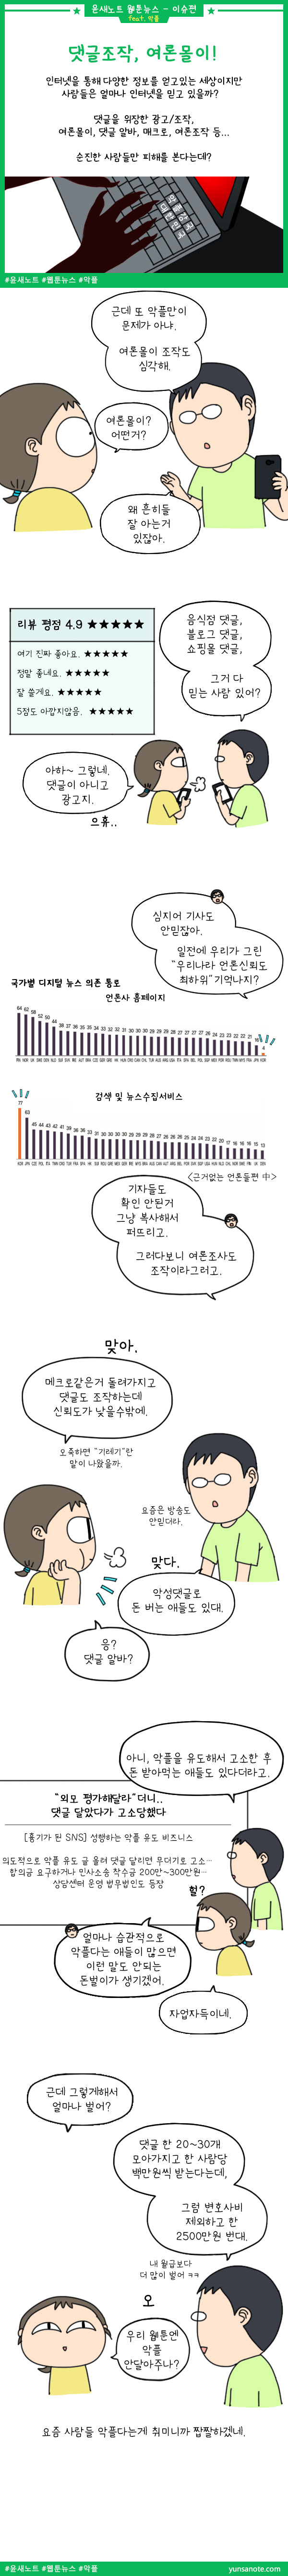 윤새노트 웹툰뉴스 - 이슈편
feat. 악플
댓글조작, 여론몰이!
인터넷을 통해 다양한 정보를 얻고있는 세상이지만
사람들은 얼마나 인터넷을 믿고 있을까?
댓글을 위장한 광고/조작,
여론몰이, 댓글 알바, 매크로, 여론조작 등...
순진한 사람들만 피해를 본다는데?
#윤새노트 #웹툰뉴스 #악플
근데 또 악플만이
문제가 아냐.
여론몰이 조작도
심각해.
여론몰이?
어떤거?
왜 흔히들
잘 아는거
있잖아.
리뷰 평점 4.9 ★★★★★
여기 진짜 좋아요. ★★★★★
정말 좋네요. ★★★★★
잘 쓸게요. ★★★★★
5점도 아깝지않음. ★★★★★
음식점 댓글,
블로그 댓글,
쇼핑몰 댓글,
그거 다
믿는 사람 있어?
아하~ 그렇네.
댓글이 아니고
광고지.
으휴..
심지어 기사도
안믿잖아.
일전에 우리가 그린
"우리나라 언론신뢰도
최하위"기억나지?
국가별 디지털 뉴스 의존 통로
언론사 홈페이지
검색 및 뉴스수집서비스
77
63
<근거없는 언론들편 中>
기자들도
확인 안된거
그냥 복사해서
퍼뜨리고.
그러다보니 여론조사도
조작이라그러고.
맞아.
메크로같은거 돌려가지고
댓글도 조작하는데
신뢰도가 낮을수밖에.
오죽하면 "기레기"란
말이 나왔을까.
요즘은 방송도
안믿더라.
맞다.
악성댓글로
돈 버는 애들도 있대.
응?
댓글 알바?
아니, 악플을 유도해서 고소한 후
돈 받아먹는 애들도 있다더라고.
"외모 평가해달라"더니..
댓글 달았다가 고소당했다
[흉기가 된 SNS] 성행하는 악플 유도 비즈니스
의도적으로 악플 유도 글 올려 댓글 달리면 무더기로 고소...
합의금 요구하거나 민사소송 착수금 200만~300만원...
상담센터 운영 법무법인도 등장
헐?
얼마나 습관적으로
악플다는 애들이 많으면
이런 말도 안되는
돈벌이가 생기겠어.
자업자득이네.
근데 그렇게해서
얼마나 벌어?
댓글 한 20~30개
모아가지고 한 사람당
백만원씩 받는다는데,
그럼 변호사비
제외하고 한
2500만원 번대.
내 월급보다
더 많이 벌어 ㅋㅋ
오
우리 웹툰엔
악플
안달아주나?
요즘 사람들 악플다는게 취미니까 짭짤하겠네.
#윤새노트 #웹툰뉴스 #악플
yunsanote.com